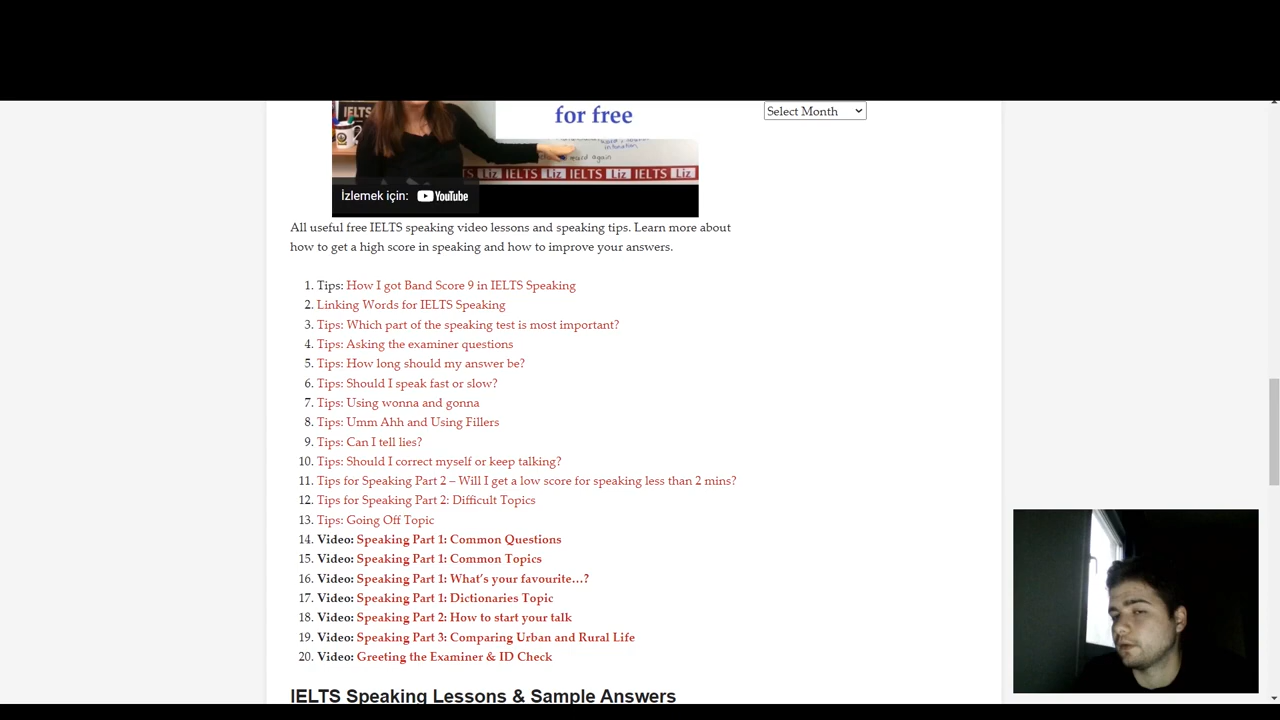 IELTS
for free
Select Month
intonation
word again
Liz IELTS Liz IELTS Liz IELTS
İzlemek için: YouTube
All useful free IELTS speaking video lessons and speaking tips. Learn more about
how to get a high score in speaking and how to improve your answers.
1. Tips: How I got Band Score 9 in IELTS Speaking
2. Linking Words for IELTS Speaking
3. Tips: Which part of the speaking test is most important?
4. Tips: Asking the examiner questions
5. Tips: How long should my answer be?
6. Tips: Should I speak fast or slow?
7. Tips: Using wonna and gonna
8. Tips: Umm Ahh and Using Fillers
9. Tips: Can I tell lies?
10. Tips: Should I correct myself or keep talking?
11. Tips for Speaking Part 2 – Will I get a low score for speaking less than 2 mins?
12. Tips for Speaking Part 2: Difficult Topics
13. Tips: Going Off Topic
14. Video: Speaking Part 1: Common Questions
15. Video: Speaking Part 1: Common Topics
16. Video: Speaking Part 1: What's your favourite…?
17. Video: Speaking Part 1: Dictionaries Topic
18. Video: Speaking Part 2: How to start your talk
19. Video: Speaking Part 3: Comparing Urban and Rural Life
20. Video: Greeting the Examiner & ID Check
IELTS Speaking Lessons & Sample Answers